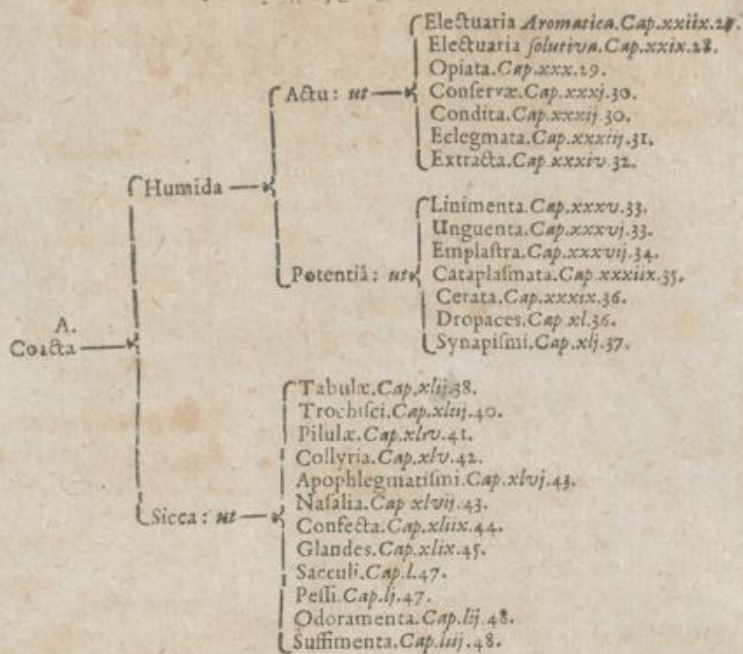 Electuaria Aromatica.Cap.xxiix.27.
Electuaria ſolutiva.Cap.xxix.28.
Opiata.Cap.xxx.29.
Conſervæ.Cap.xxxj.30.
Condita.Cap.xxxij.30.
Eclegmata.Cap.xxxiij.31.
Extracta.Cap.xxxiv.32.
Actu: ut
Humida
Linimenta.Cap.xxxv.33.
Unguenta.Cap.xxxvj.33.
Emplaſtra.Cap.xxxvij.34.
Cataplaſmata.Cap.xxxiix.35.
Cerata.Cap.xxxix.36.
Dropaces.Cap.xl.36.
Synapiſmi.Cap.xlj.37.
Potentiâ: ut
A.
Coacta
Tabulæ.Cap.xlij.38.
Trochiſci.Cap.xliij.40.
Pilulæ.Cap.xliv.41.
Collyria.Cap.xlv.42.
Apophlegmatiſmi.Cap.xlvj.43.
Naſalia.Cap xlvij.43.
Confecta.Cap.xliix.44.
Glandes.Cap.xlix.45.
Sacculi.Cap.l.47.
Peſſi.Cap.lj.47.
Odoramenta.Cap.lij.48.
Suffimenta.Cap.liij.48.
Sicca: ut